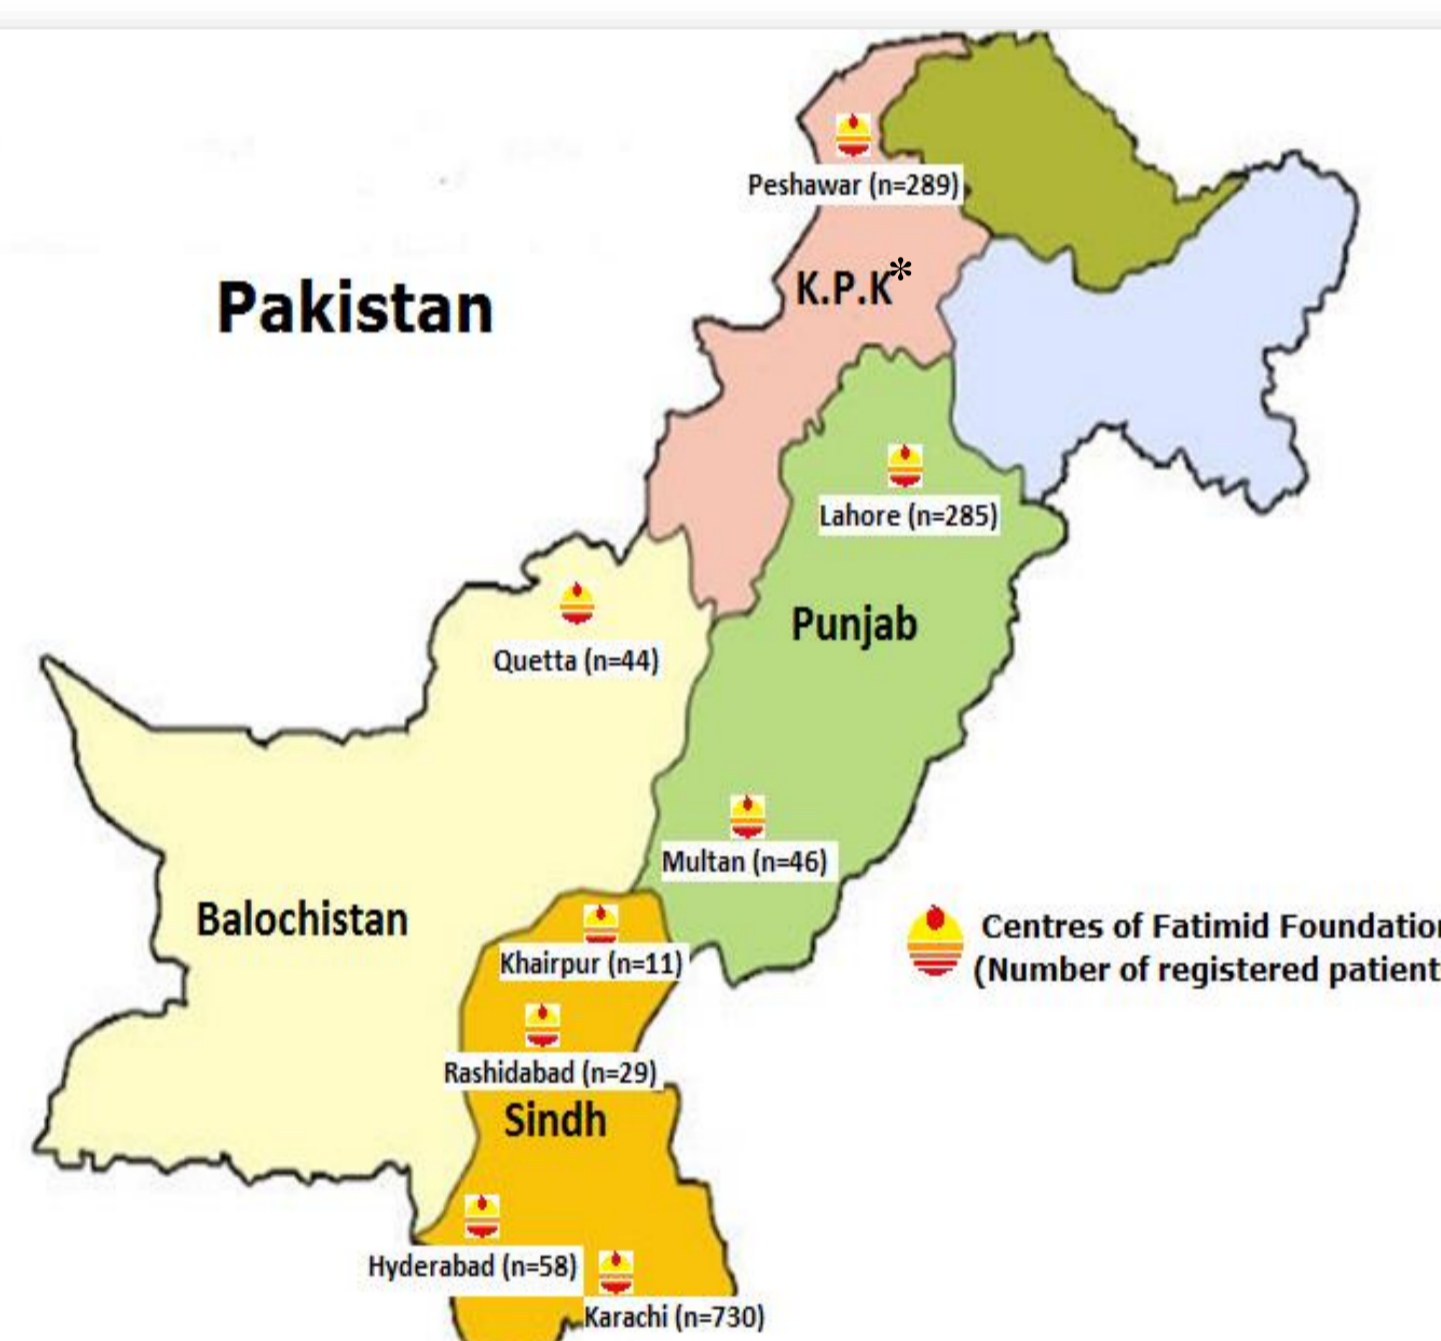 Peshawar (n=289)
K.P.K*
Pakistan
Lahore (n=285)
Punjab
Quetta (n=44)
Multan (n=46)
Balochistan
Centres of Fatimid Foundation
(Number of registered patient
Khairpur (n=11)
Rashidabad (n=29)
Sindh
Hyderabad (n=58)
Karachi (n=730)